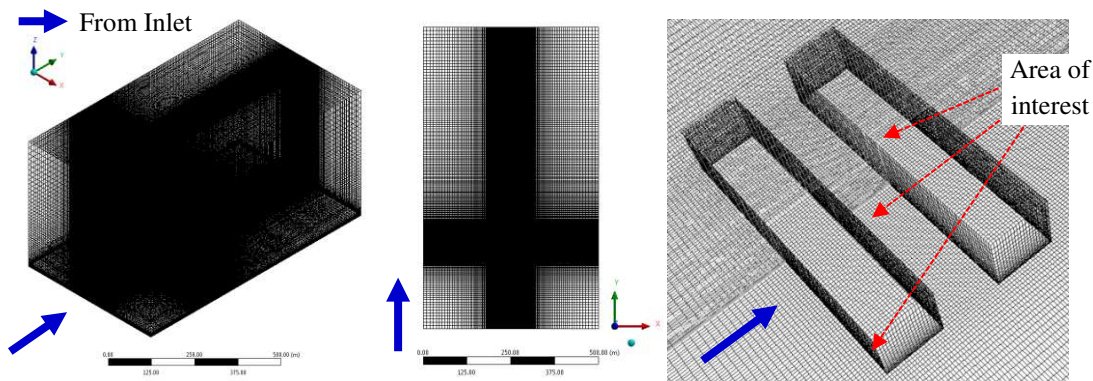 From Inlet
Z
Y
X
0.00 250.00 500.00 (m)
125.00 375.00
Y
X
0.00 250.00 500.00 (m)
125.00 375.00
Area of
interest